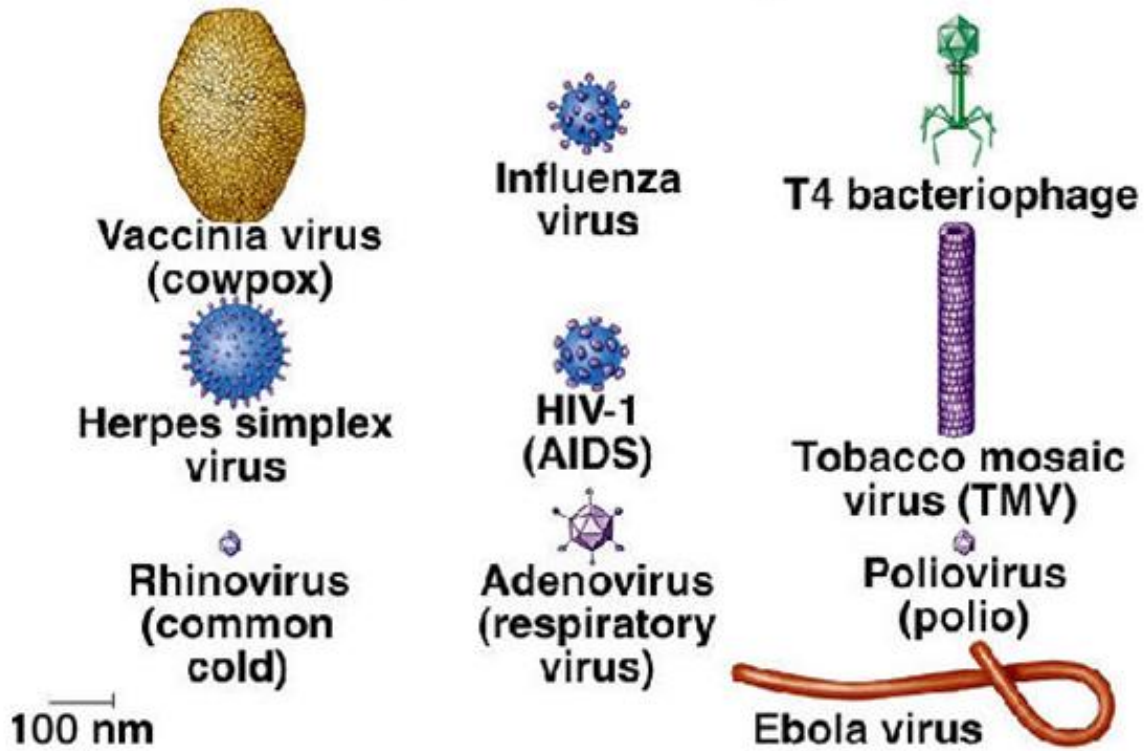 Vaccinia virus
(cowpox)
Influenza
virus
T4 bacteriophage
Herpes simplex
virus
HIV-1
(AIDS)
Tobacco mosaic
virus (TMV)
Rhinovirus
(common
cold)
Adenovirus
(respiratory
virus)
Poliovirus
(polio)
Ebola virus
100 nm